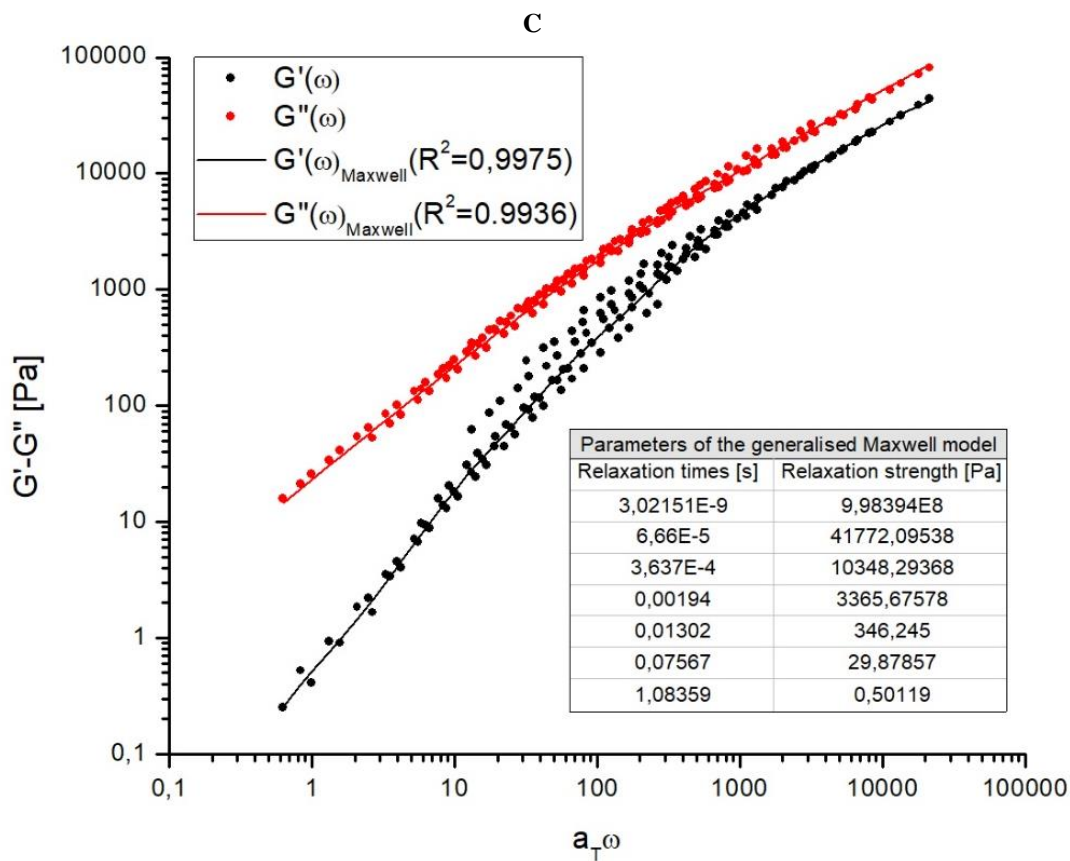 C
100000
10000
1000
100
10
1
0,1
G'-G" [Pa]
G'(ω)
G"(ω)
G'(ω)Maxwell(R²=0,9975)
G"(ω)Maxwell(R²=0.9936)
Parameters of the generalised Maxwell model
Relaxation times [s] Relaxation strength [Pa]
3,02151E-9 9,98394E8
6,66E-5 41772,09538
3,637E-4 10348,29368
0,00194 3365,67578
0,01302 346,245
0,07567 29,87857
1,08359 0,50119
0,1 1 10 100 1000 10000 100000
aTω